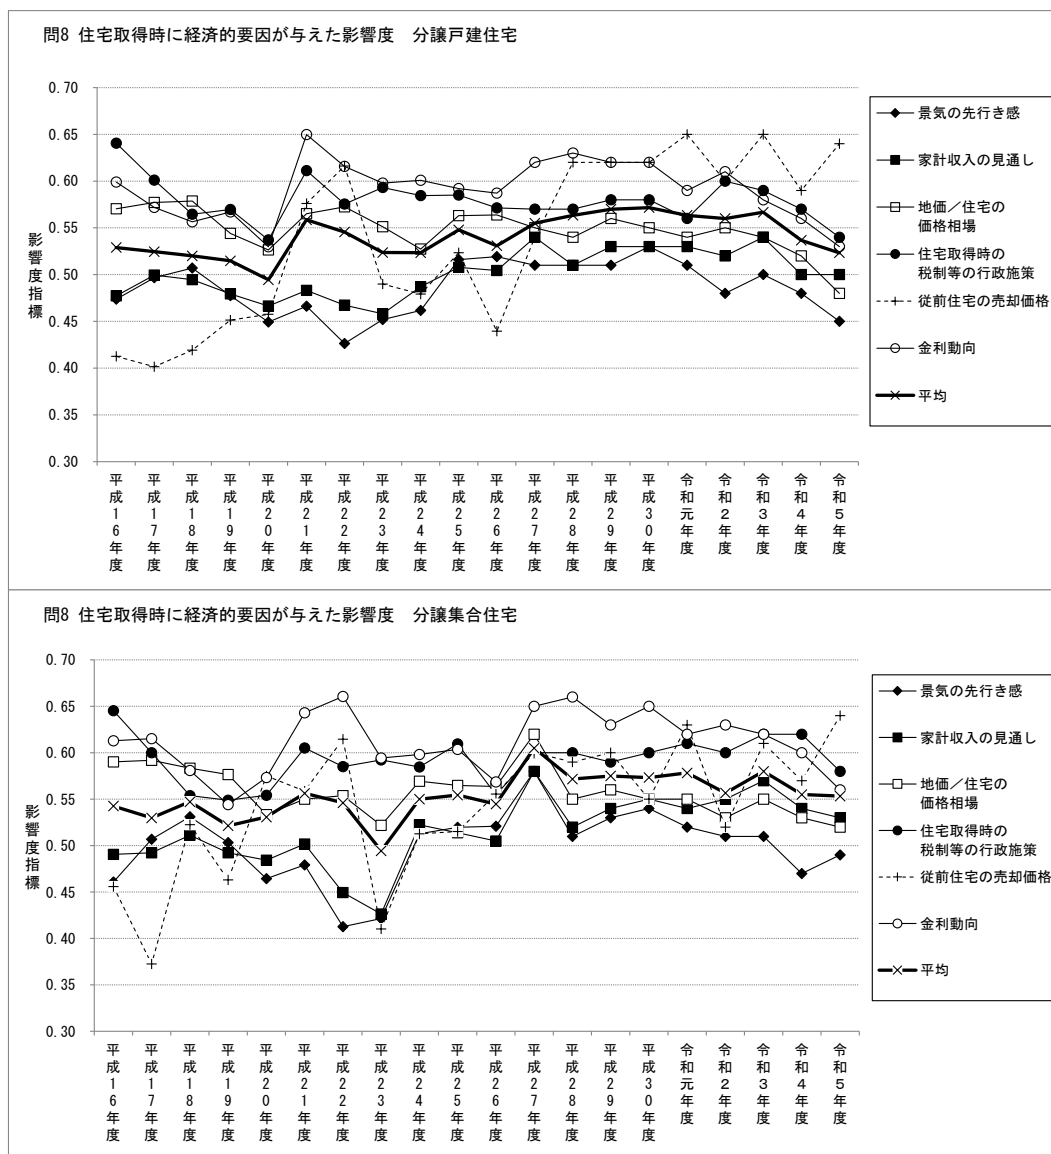 問8 住宅取得時に経済的要因が与えた影響度　分譲戸建住宅
0.70
0.65
0.60
0.55
0.50
0.45
0.40
0.35
0.30
影響度指標
平成16年度
平成17年度
平成18年度
平成19年度
平成20年度
平成21年度
平成22年度
平成23年度
平成24年度
平成25年度
平成26年度
平成27年度
平成28年度
平成29年度
平成30年度
令和元年度
令和2年度
令和3年度
令和4年度
令和5年度
景気の先行き感
家計収入の見通し
地価／住宅の
価格相場
住宅取得時の
税制等の行政施策
従前住宅の売却価格
金利動向
平均
問8 住宅取得時に経済的要因が与えた影響度　分譲集合住宅
0.70
0.65
0.60
0.55
0.50
0.45
0.40
0.35
0.30
影響度指標
平成16年度
平成17年度
平成18年度
平成19年度
平成20年度
平成21年度
平成22年度
平成23年度
平成24年度
平成25年度
平成26年度
平成27年度
平成28年度
平成29年度
平成30年度
令和元年度
令和2年度
令和3年度
令和4年度
令和5年度
景気の先行き感
家計収入の見通し
地価／住宅の
価格相場
住宅取得時の
税制等の行政施策
従前住宅の売却価格
金利動向
平均